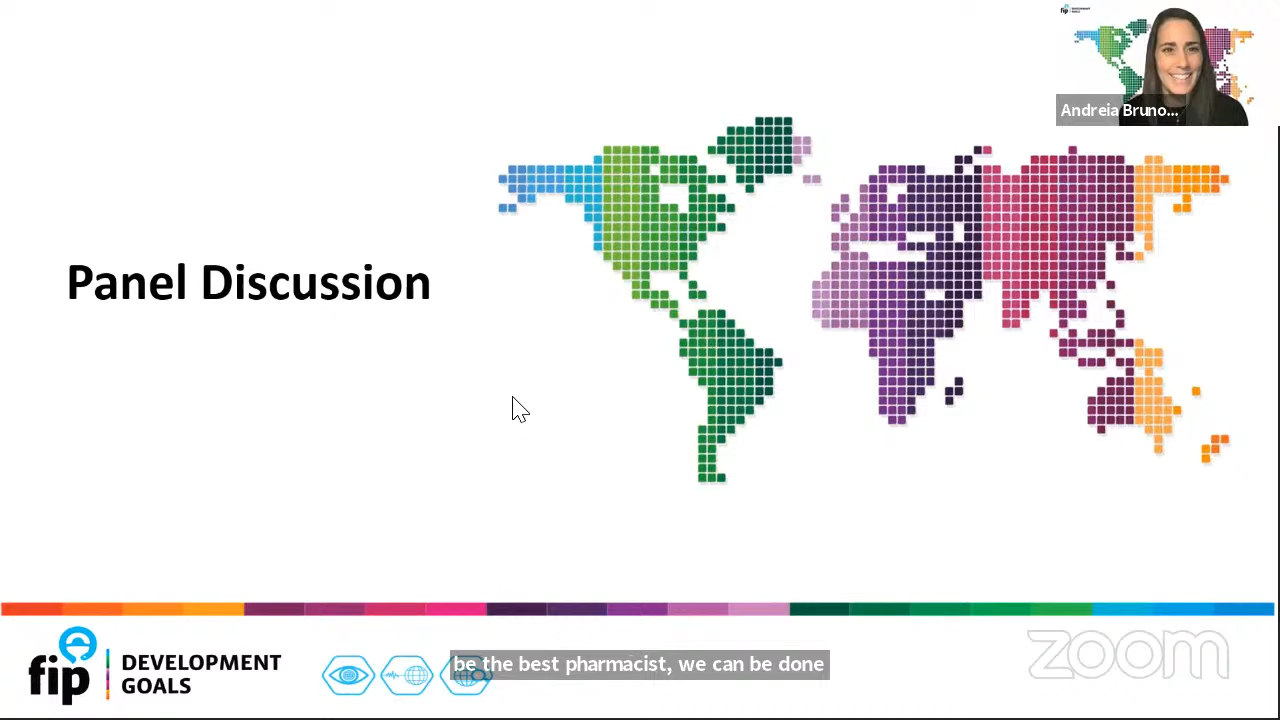 Andreia Bruno...
Panel Discussion
fip
DEVELOPMENT
GOALS
be the best pharmacist, we can be done
zoom